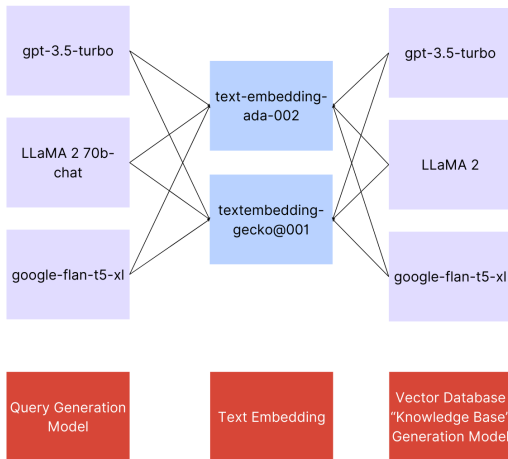 gpt-3.5-turbo
LLaMA 2 70b-
chat
google-flan-t5-xl
text-embedding-
ada-002
textembedding-
gecko@001
gpt-3.5-turbo
LLaMA 2
google-flan-t5-xl
Query Generation
Model
Text Embedding
Vector Database
“Knowledge Base”
Generation Model